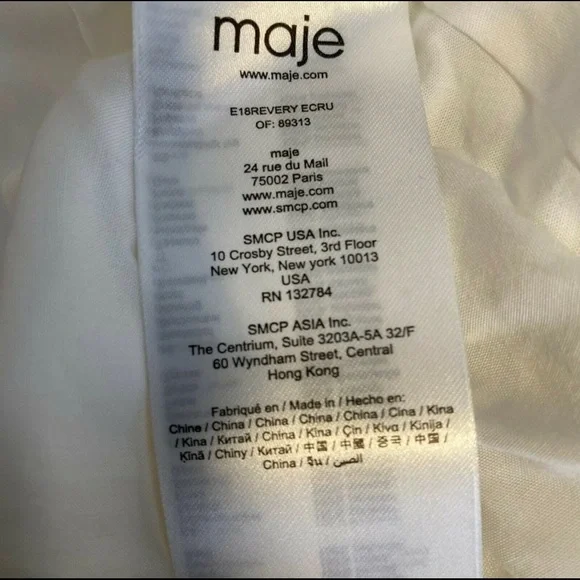 maje
www.maje.com
E18REVERY ECRU
OF: 89313
maje
24 rue du Mail
75002 Paris
www.maje.com
www.smcp.com
SMCP USA Inc.
10 Crosby Street, 3rd Floor
New York, New york 10013
USA
RN 132784
SMCP ASIA Inc.
The Centrium, Suite 3203A-5A 32/F
60 Wyndham Street, Central
Hong Kong
Fabriqué en / Made in / Hecho en:
Chine / China / China / China / China / Cina / Kina
/ Kina / Китай / China / Kína / Çin / Kiva / Kinija /
Ķīnā / Chiny / Китай / 中国 / 中國 / 중국 / 中国 /
China / จีน / الصين